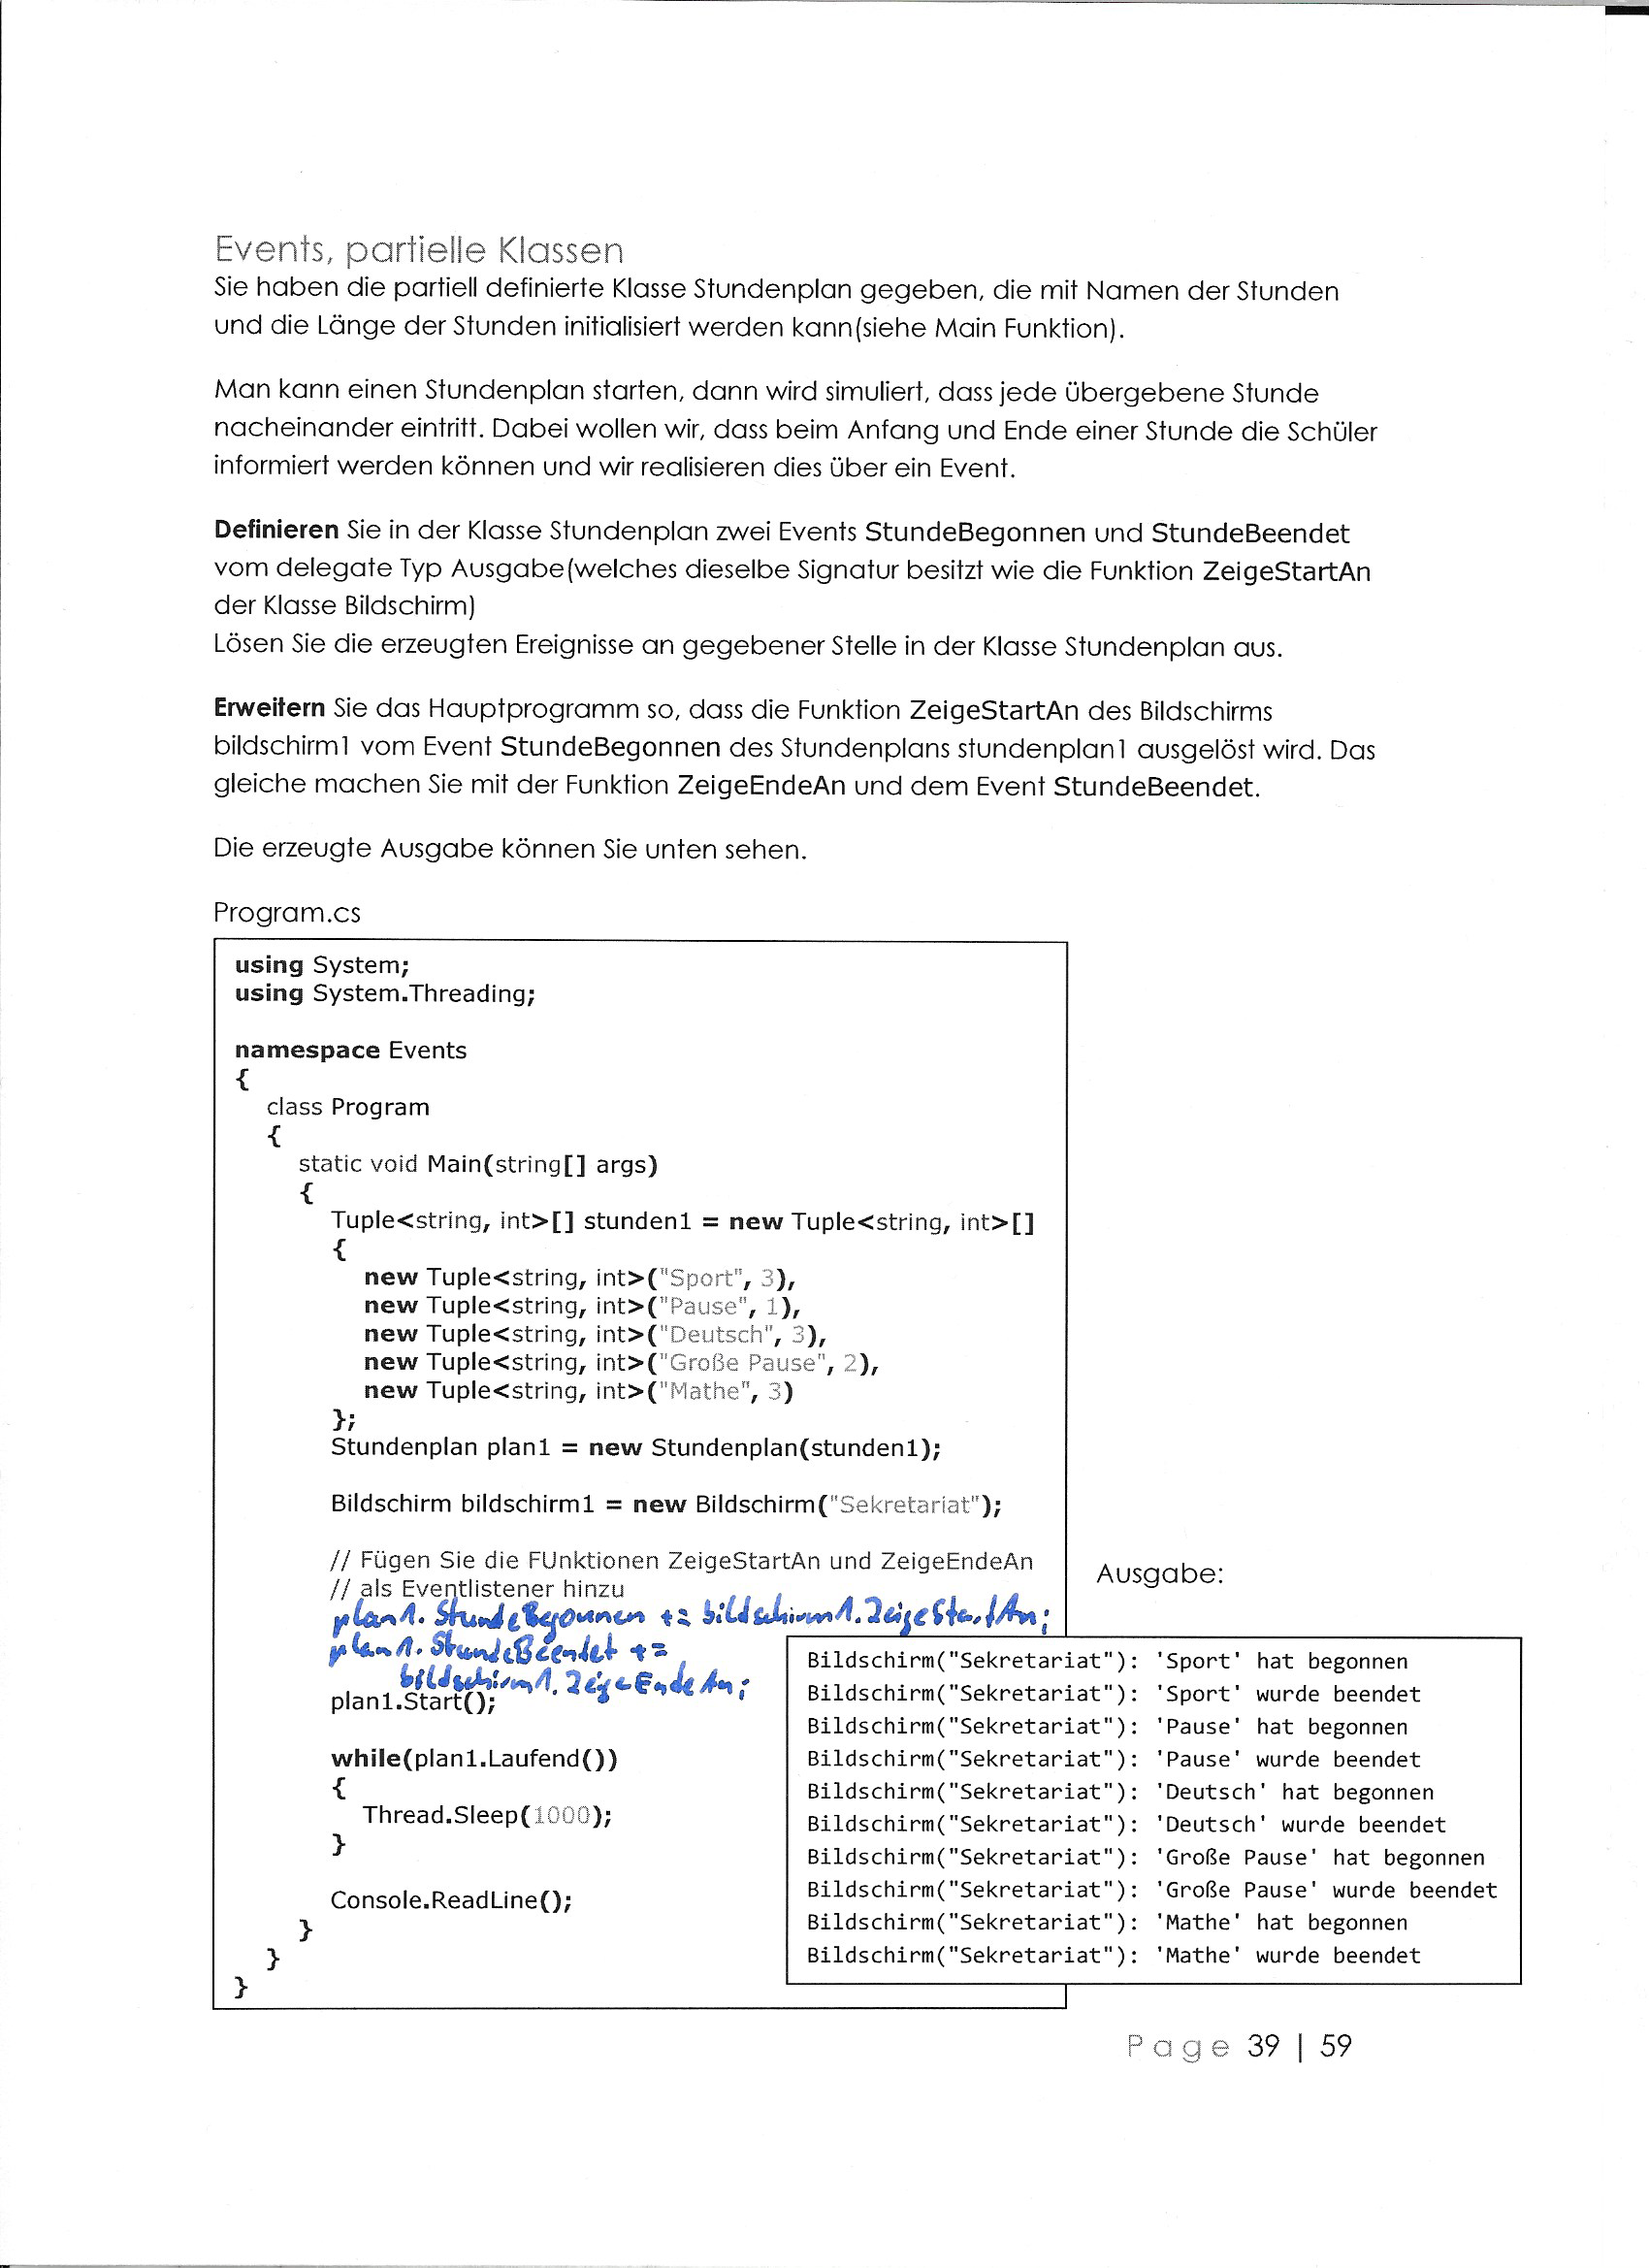 Events, partielle Klassen
Sie haben die partiell definierte Klasse Stundenplan gegeben, die mit Namen der Stunden
und die Länge der Stunden initialisiert werden kann(siehe Main Funktion).
Man kann einen Stundenplan starten, dann wird simuliert, dass jede übergebene Stunde
nacheinander eintritt. Dabei wollen wir, dass beim Anfang und Ende einer Stunde die Schüler
informiert werden können und wir realisieren dies über ein Event.
Definieren Sie in der Klasse Stundenplan zwei Events StundeBegonnen und StundeBeendet
vom delegate Typ Ausgabe(welches dieselbe Signatur besitzt wie die Funktion ZeigeStartAn
der Klasse Bildschirm)
Lösen Sie die erzeugten Ereignisse an gegebener Stelle in der Klasse Stundenplan aus.
Erweitern Sie das Hauptprogramm so, dass die Funktion ZeigeStartAn des Bildschirms
bildschirm1 vom Event StundeBegonnen des Stundenplans stundenplan1 ausgelöst wird. Das
gleiche machen Sie mit der Funktion ZeigeEndeAn und dem Event StundeBeendet.
Die erzeugte Ausgabe können Sie unten sehen.
Program.cs
using System;
using System.Threading;
namespace Events
{
class Program
{
static void Main(string[] args)
{
Tuple<string, int>[] stunden1 = new Tuple<string, int>[]
{
new Tuple<string, int>("Sport", 3),
new Tuple<string, int>("Pause", 1),
new Tuple<string, int>("Deutsch", 3),
new Tuple<string, int>("Große Pause", 2),
new Tuple<string, int>("Mathe", 3)
};
Stundenplan plan1 = new Stundenplan(stunden1);
Bildschirm bildschirm1 = new Bildschirm("Sekretariat");
// Fügen Sie die FUnktionen ZeigeStartAn und ZeigeEndeAn
// als Eventlistener hinzu
plan1.StundeBegonnen += bildschirm1.ZeigeStartAn;
plan1.StundeBeendet +=
bildschirm1.ZeigeEndeAn;
plan1.Start();
while(plan1.Laufend())
{
Thread.Sleep(1000);
}
Console.ReadLine();
}
}
}
Ausgabe:
Bildschirm("Sekretariat"): 'Sport' hat begonnen
Bildschirm("Sekretariat"): 'Sport' wurde beendet
Bildschirm("Sekretariat"): 'Pause' hat begonnen
Bildschirm("Sekretariat"): 'Pause' wurde beendet
Bildschirm("Sekretariat"): 'Deutsch' hat begonnen
Bildschirm("Sekretariat"): 'Deutsch' wurde beendet
Bildschirm("Sekretariat"): 'Große Pause' hat begonnen
Bildschirm("Sekretariat"): 'Große Pause' wurde beendet
Bildschirm("Sekretariat"): 'Mathe' hat begonnen
Bildschirm("Sekretariat"): 'Mathe' wurde beendet
Page 39 | 59